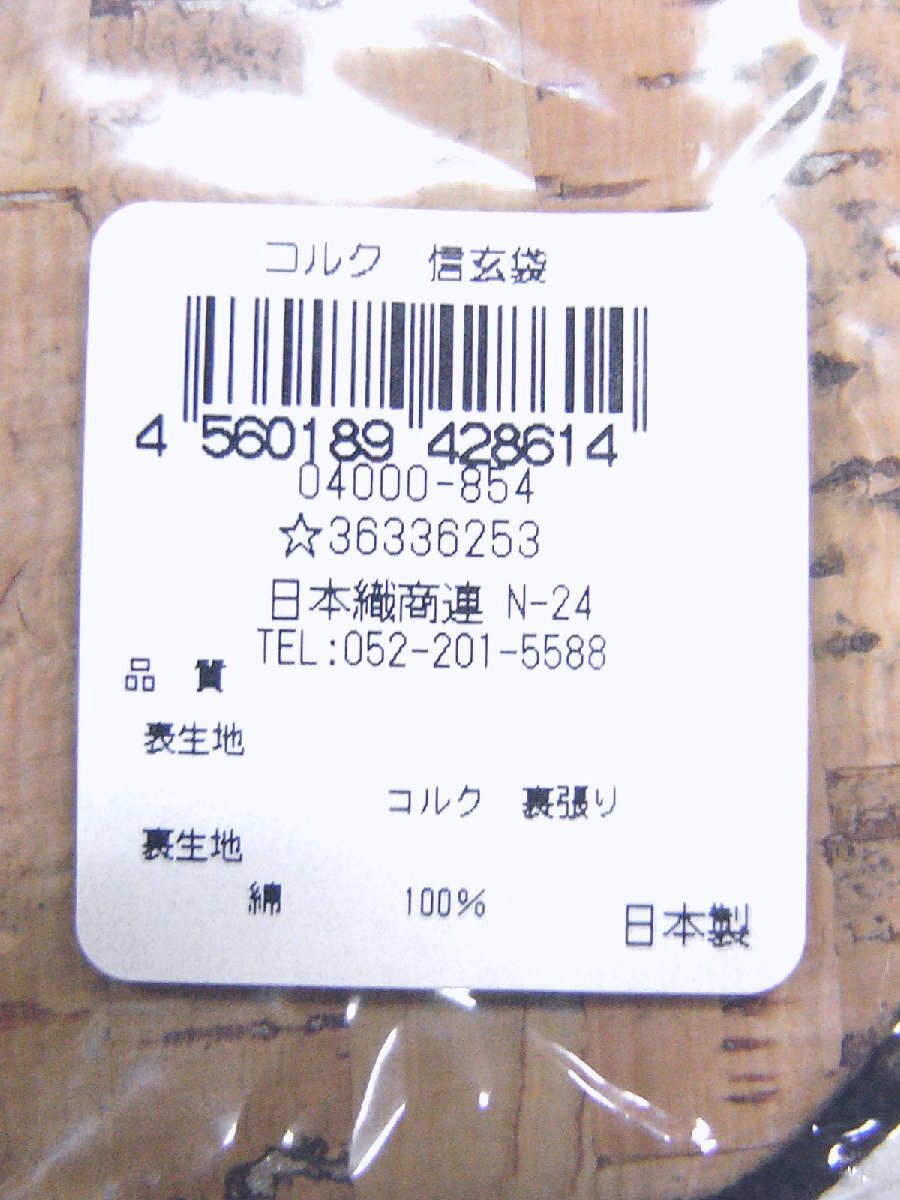 コルク 信玄袋
4 560189 428614
04000-854
☆36336253
日本織商連 N-24
TEL:052-201-5588
品 質
表生地
コルク 裏張り
裏生地
綿 100%
日本製